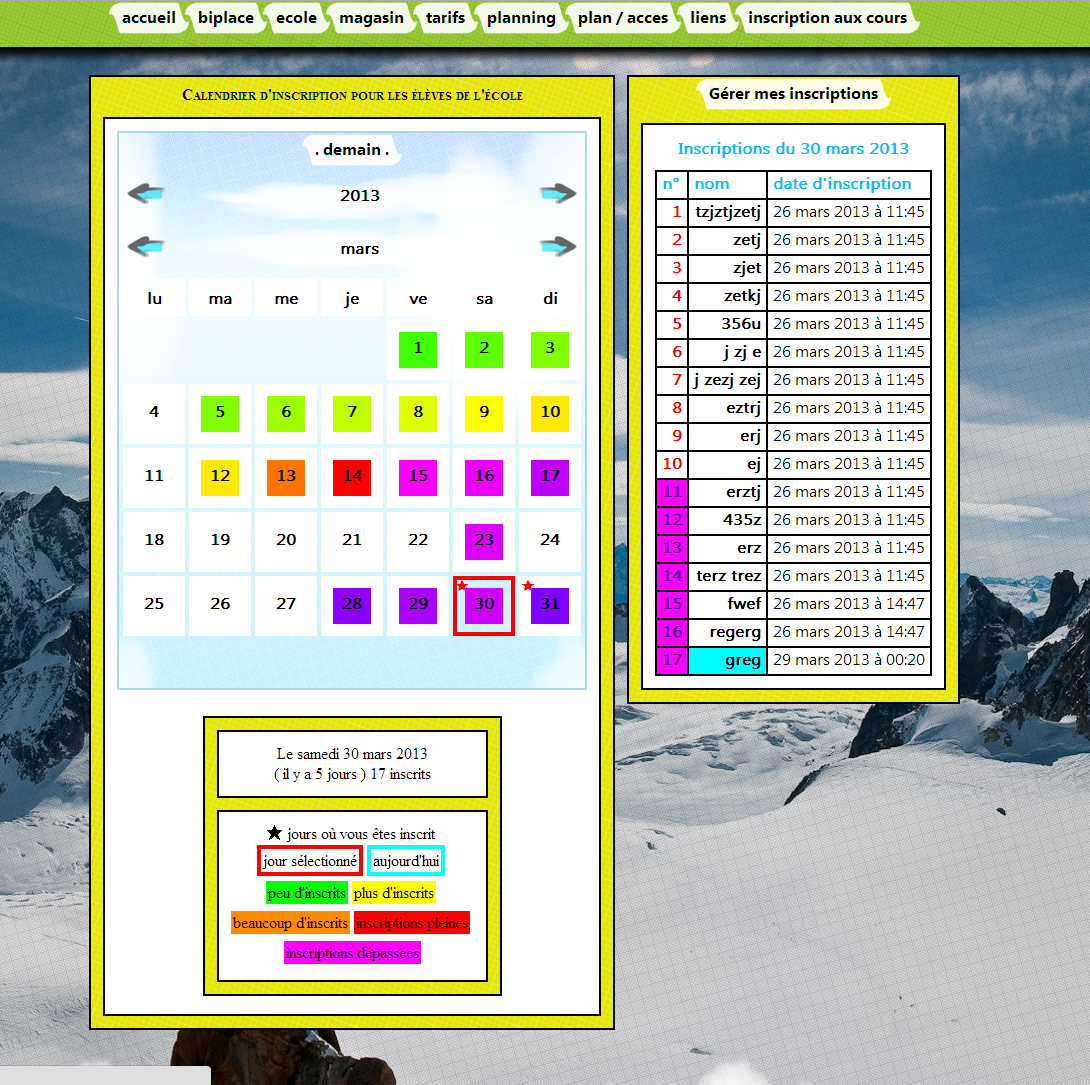 accueil biplace ecole magasin tarifs planning plan / acces liens inscription aux cours
Calendrier d'inscription pour les élèves de l'école
. demain .
2013
mars
lu ma me je ve sa di
1 2 3
4 5 6 7 8 9 10
11 12 13 14 15 16 17
18 19 20 21 22 23 24
25 26 27 28 29 30 31
Le samedi 30 mars 2013
( il y a 5 jours ) 17 inscrits
jours où vous êtes inscrit
jour sélectionné aujourd'hui
peu d'inscrits plus d'inscrits
beaucoup d'inscrits inscriptions pleines
inscriptions dépassées
Gérer mes inscriptions
Inscriptions du 30 mars 2013
n° nom date d'inscription
1 tzjztjzetj 26 mars 2013 à 11:45
2 zetj 26 mars 2013 à 11:45
3 zjet 26 mars 2013 à 11:45
4 zetkj 26 mars 2013 à 11:45
5 356u 26 mars 2013 à 11:45
6 j zj e 26 mars 2013 à 11:45
7 j zezj zej 26 mars 2013 à 11:45
8 eztrj 26 mars 2013 à 11:45
9 erj 26 mars 2013 à 11:45
10 ej 26 mars 2013 à 11:45
11 erztj 26 mars 2013 à 11:45
12 435z 26 mars 2013 à 11:45
13 erz 26 mars 2013 à 11:45
14 terz trez 26 mars 2013 à 11:45
15 fwef 26 mars 2013 à 14:47
16 regerg 26 mars 2013 à 14:47
17 greg 29 mars 2013 à 00:20